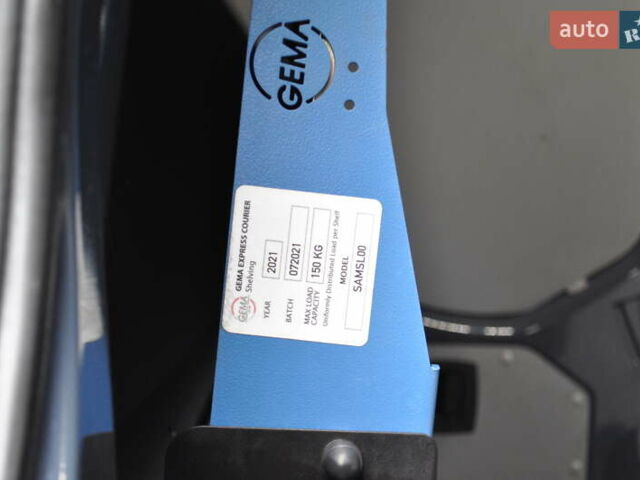 GEMA
GEMA EXPRESS COURIER
Shelving
GEMA
YEAR 2021
BATCH 072021
MAX LOAD
CAPACITY 150 KG
Uniformly Distributed Load per Shelf
MODEL SAMSL00
auto